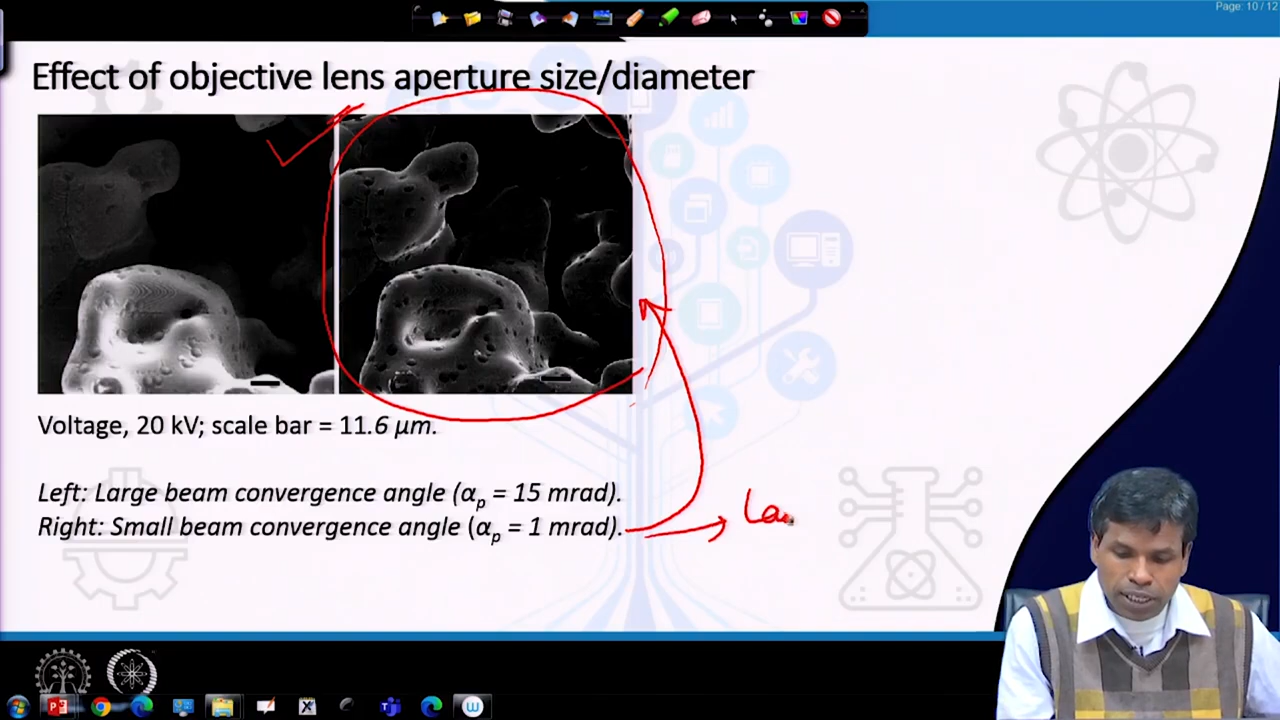 Page: 10 / 12
Effect of objective lens aperture size/diameter
Voltage, 20 kV; scale bar = 11.6 μm.
Left: Large beam convergence angle (αp = 15 mrad).
Right: Small beam convergence angle (αp = 1 mrad).
La